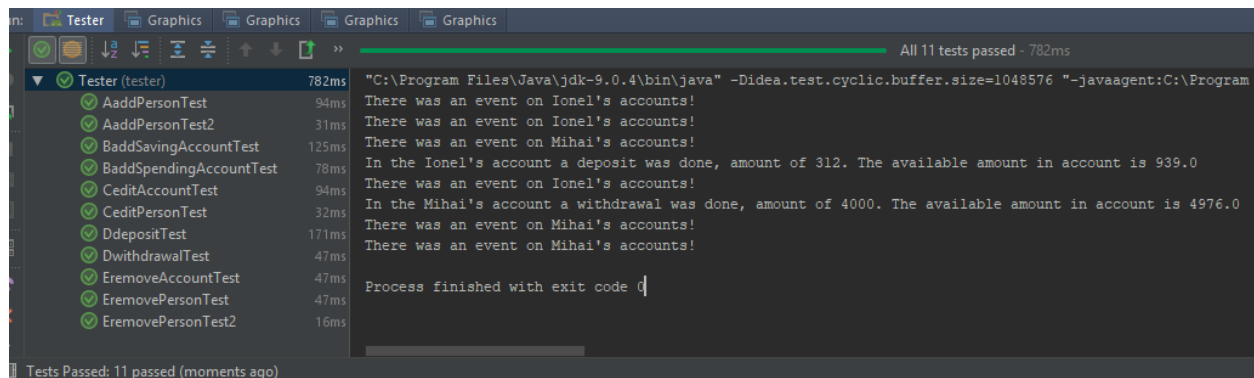 un: Tester Graphics Graphics Graphics Graphics
All 11 tests passed - 782ms
Tester (tester) 782ms
AaddPersonTest 94ms
AaddPersonTest2 31ms
BaddSavingAccountTest 125ms
BaddSpendingAccountTest 78ms
CeditAccountTest 94ms
CeditPersonTest 32ms
DdepositTest 171ms
DwithdrawalTest 47ms
EremoveAccountTest 47ms
EremovePersonTest 47ms
EremovePersonTest2 16ms
"C:\Program Files\Java\jdk-9.0.4\bin\java" -Didea.test.cyclic.buffer.size=1048576 "-javaagent:C:\Program
There was an event on Ionel's accounts!
There was an event on Ionel's accounts!
There was an event on Mihai's accounts!
In the Ionel's account a deposit was done, amount of 312. The available amount in account is 939.0
There was an event on Ionel's accounts!
In the Mihai's account a withdrawal was done, amount of 4000. The available amount in account is 4976.0
There was an event on Mihai's accounts!
There was an event on Mihai's accounts!
Process finished with exit code 0
Tests Passed: 11 passed (moments ago)